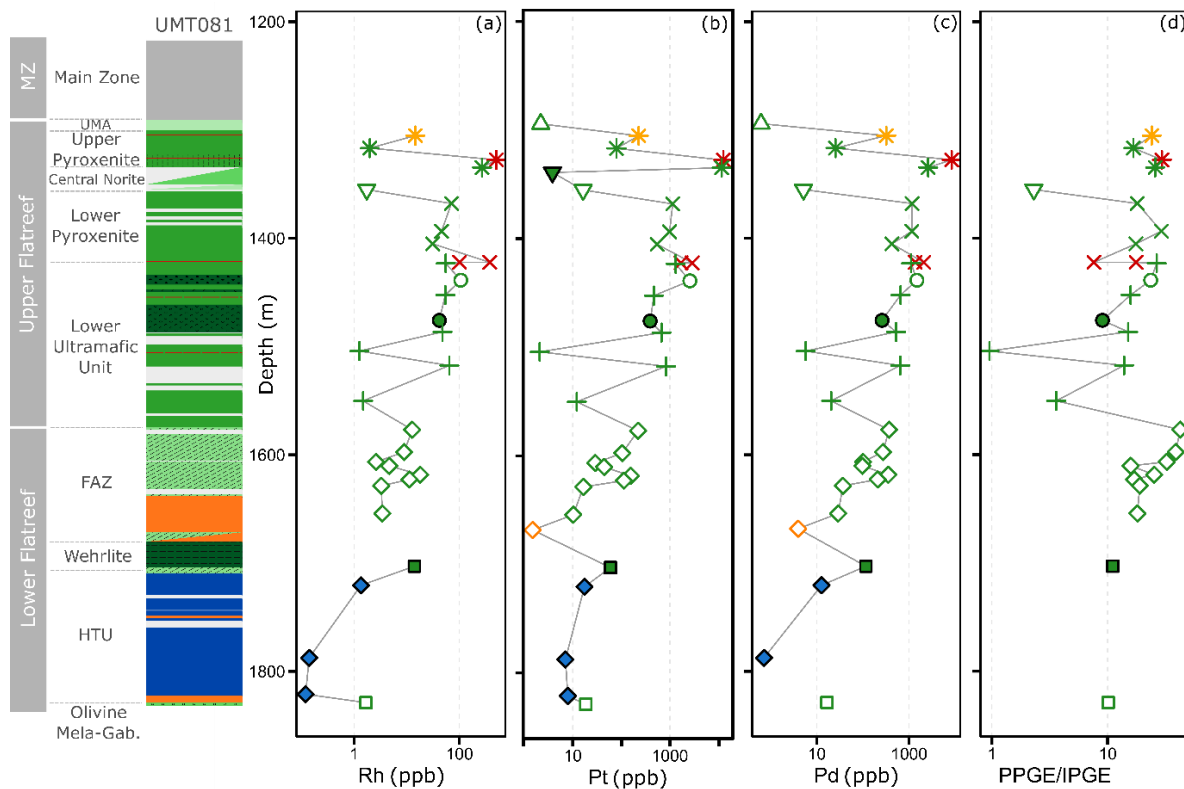 UMT081
(a)
(b)
(c)
(d)
MZ
Main Zone
UMA
Upper
Pyroxenite
Central Norite
Upper Flatreef
Lower
Pyroxenite
Lower
Ultramafic
Unit
Lower Flatreef
FAZ
Wehrlite
HTU
Olivine
Mela-Gab.
Depth (m)
1200
1400
1600
1800
1
100
Rh (ppb)
10
1000
Pt (ppb)
10
1000
Pd (ppb)
1
10
PPGE/IPGE